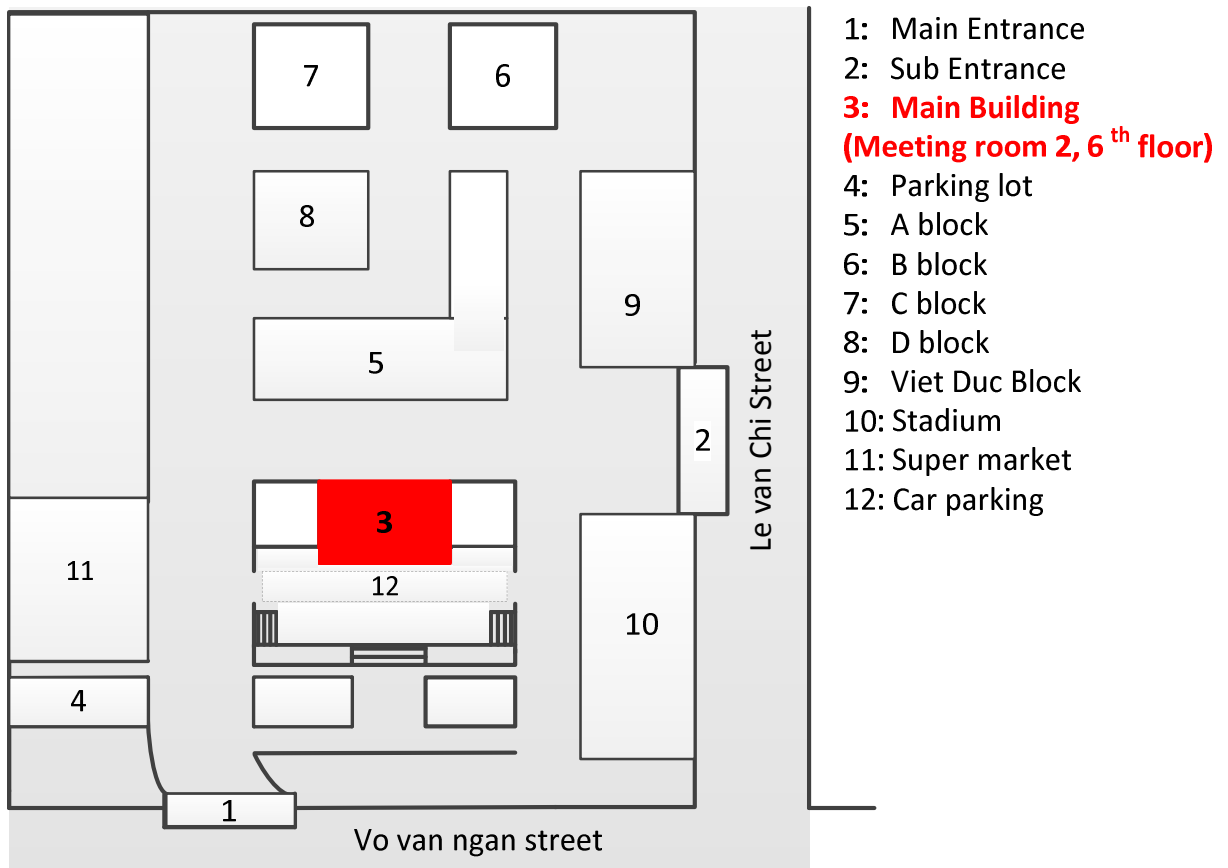 7
6
8
9
5
2
3
11
12
10
4
1
Le van Chi Street
Vo van ngan street
1: Main Entrance
2: Sub Entrance
3: Main Building
(Meeting room 2, 6 th floor)
4: Parking lot
5: A block
6: B block
7: C block
8: D block
9: Viet Duc Block
10: Stadium
11: Super market
12: Car parking